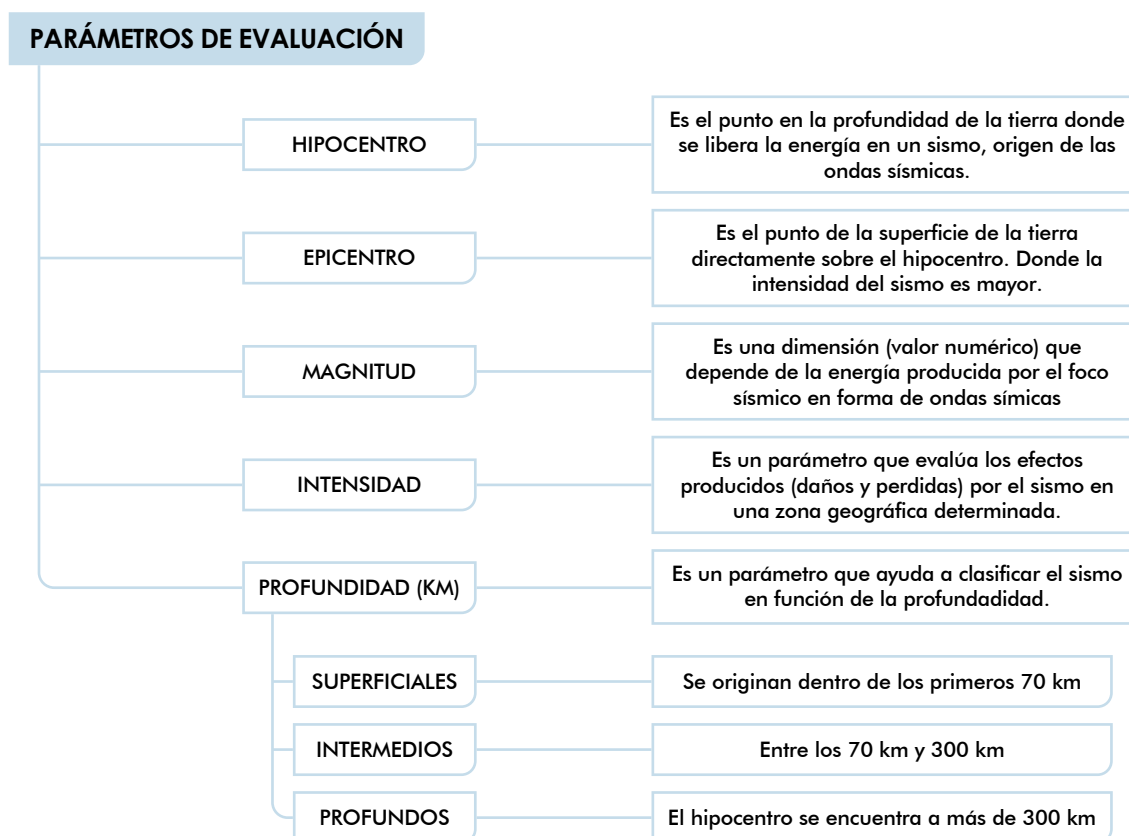 PARÁMETROS DE EVALUACIÓN
HIPOCENTRO
Es el punto en la profundidad de la tierra donde
se libera la energía en un sismo, origen de las
ondas sísmicas.
EPICENTRO
Es el punto de la superficie de la tierra
directamente sobre el hipocentro. Donde la
intensidad del sismo es mayor.
MAGNITUD
Es una dimensión (valor numérico) que
depende de la energía producida por el foco
sísmico en forma de ondas símicas
INTENSIDAD
Es un parámetro que evalúa los efectos
producidos (daños y perdidas) por el sismo en
una zona geográfica determinada.
PROFUNDIDAD (KM)
Es un parámetro que ayuda a clasificar el sismo
en función de la profundadidad.
SUPERFICIALES
Se originan dentro de los primeros 70 km
INTERMEDIOS
Entre los 70 km y 300 km
PROFUNDOS
El hipocentro se encuentra a más de 300 km